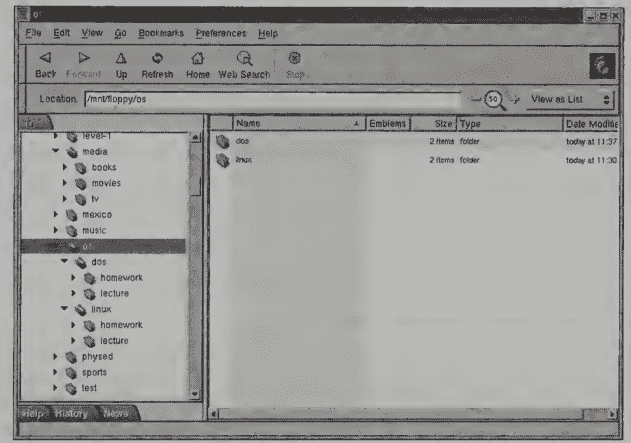 File Edit View Go Bookmarks Preferences Help
Back Forward Up Refresh Home Web Search Stop
Location: /mnt/floppy/os 50 View as List
Name Emblems Size Type Date Modifie
level-1
media
books
movies
tv
mexico
music
os
dos
homework
lecture
linux
homework
lecture
physed
sports
test
dos 2 items folder today at 11:37
linux 2 items folder today at 11:30
Help History News